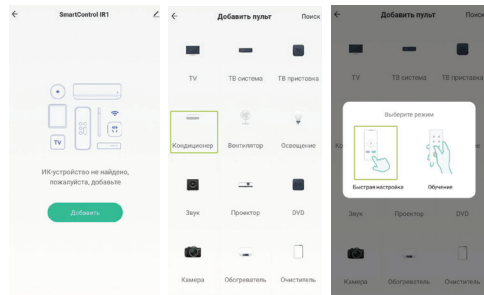 SmartControl IR1
TV
ИК-устройство не найдено,
пожалуйста, добавьте
Добавить
Добавить пульт Поиск
TV ТВ система ТВ приставка
Кондиционер Вентилятор Освещение
Звук Проектор DVD
Камера Обогреватель Очиститель
Добавить пульт Поиск
TV ТВ система ТВ приставка
Выберите режим
Быстрая настройка Обучение
Звук Проектор DVD
Камера Обогреватель Очиститель